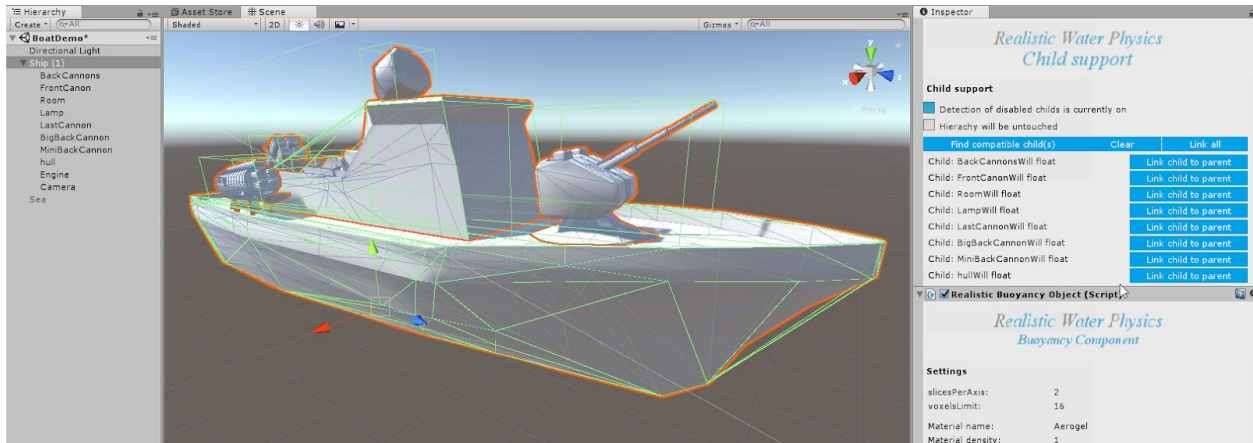 Hierarchy
Create
All
BoatDemo*
Directional Light
Ship (1)
BackCannons
FrontCanon
Room
Lamp
LastCannon
BigBackCannon
MiniBackCannon
hull
Engine
Camera
Sea
Asset Store
Scene
Shaded
2D
Gizmos
All
y
x
z
Persp
Inspector
Realistic Water Physics
Child support
Child support
Detection of disabled childs is currently on
Hierachy will be untouched
Find compatible child(s) Clear Link all
Child: BackCannonsWill float Link child to parent
Child: FrontCanonWill float Link child to parent
Child: RoomWill float Link child to parent
Child: LampWill float Link child to parent
Child: LastCannonWill float Link child to parent
Child: BigBackCannonWill float Link child to parent
Child: MiniBackCannonWill float Link child to parent
Child: hullWill float Link child to parent
Realistic Buoyancy Object (Script)
Realistic Water Physics
Buoyancy Component
Settings
slicesPerAxis: 2
voxelsLimit: 16
Material name: Aerogel
Material density: 1